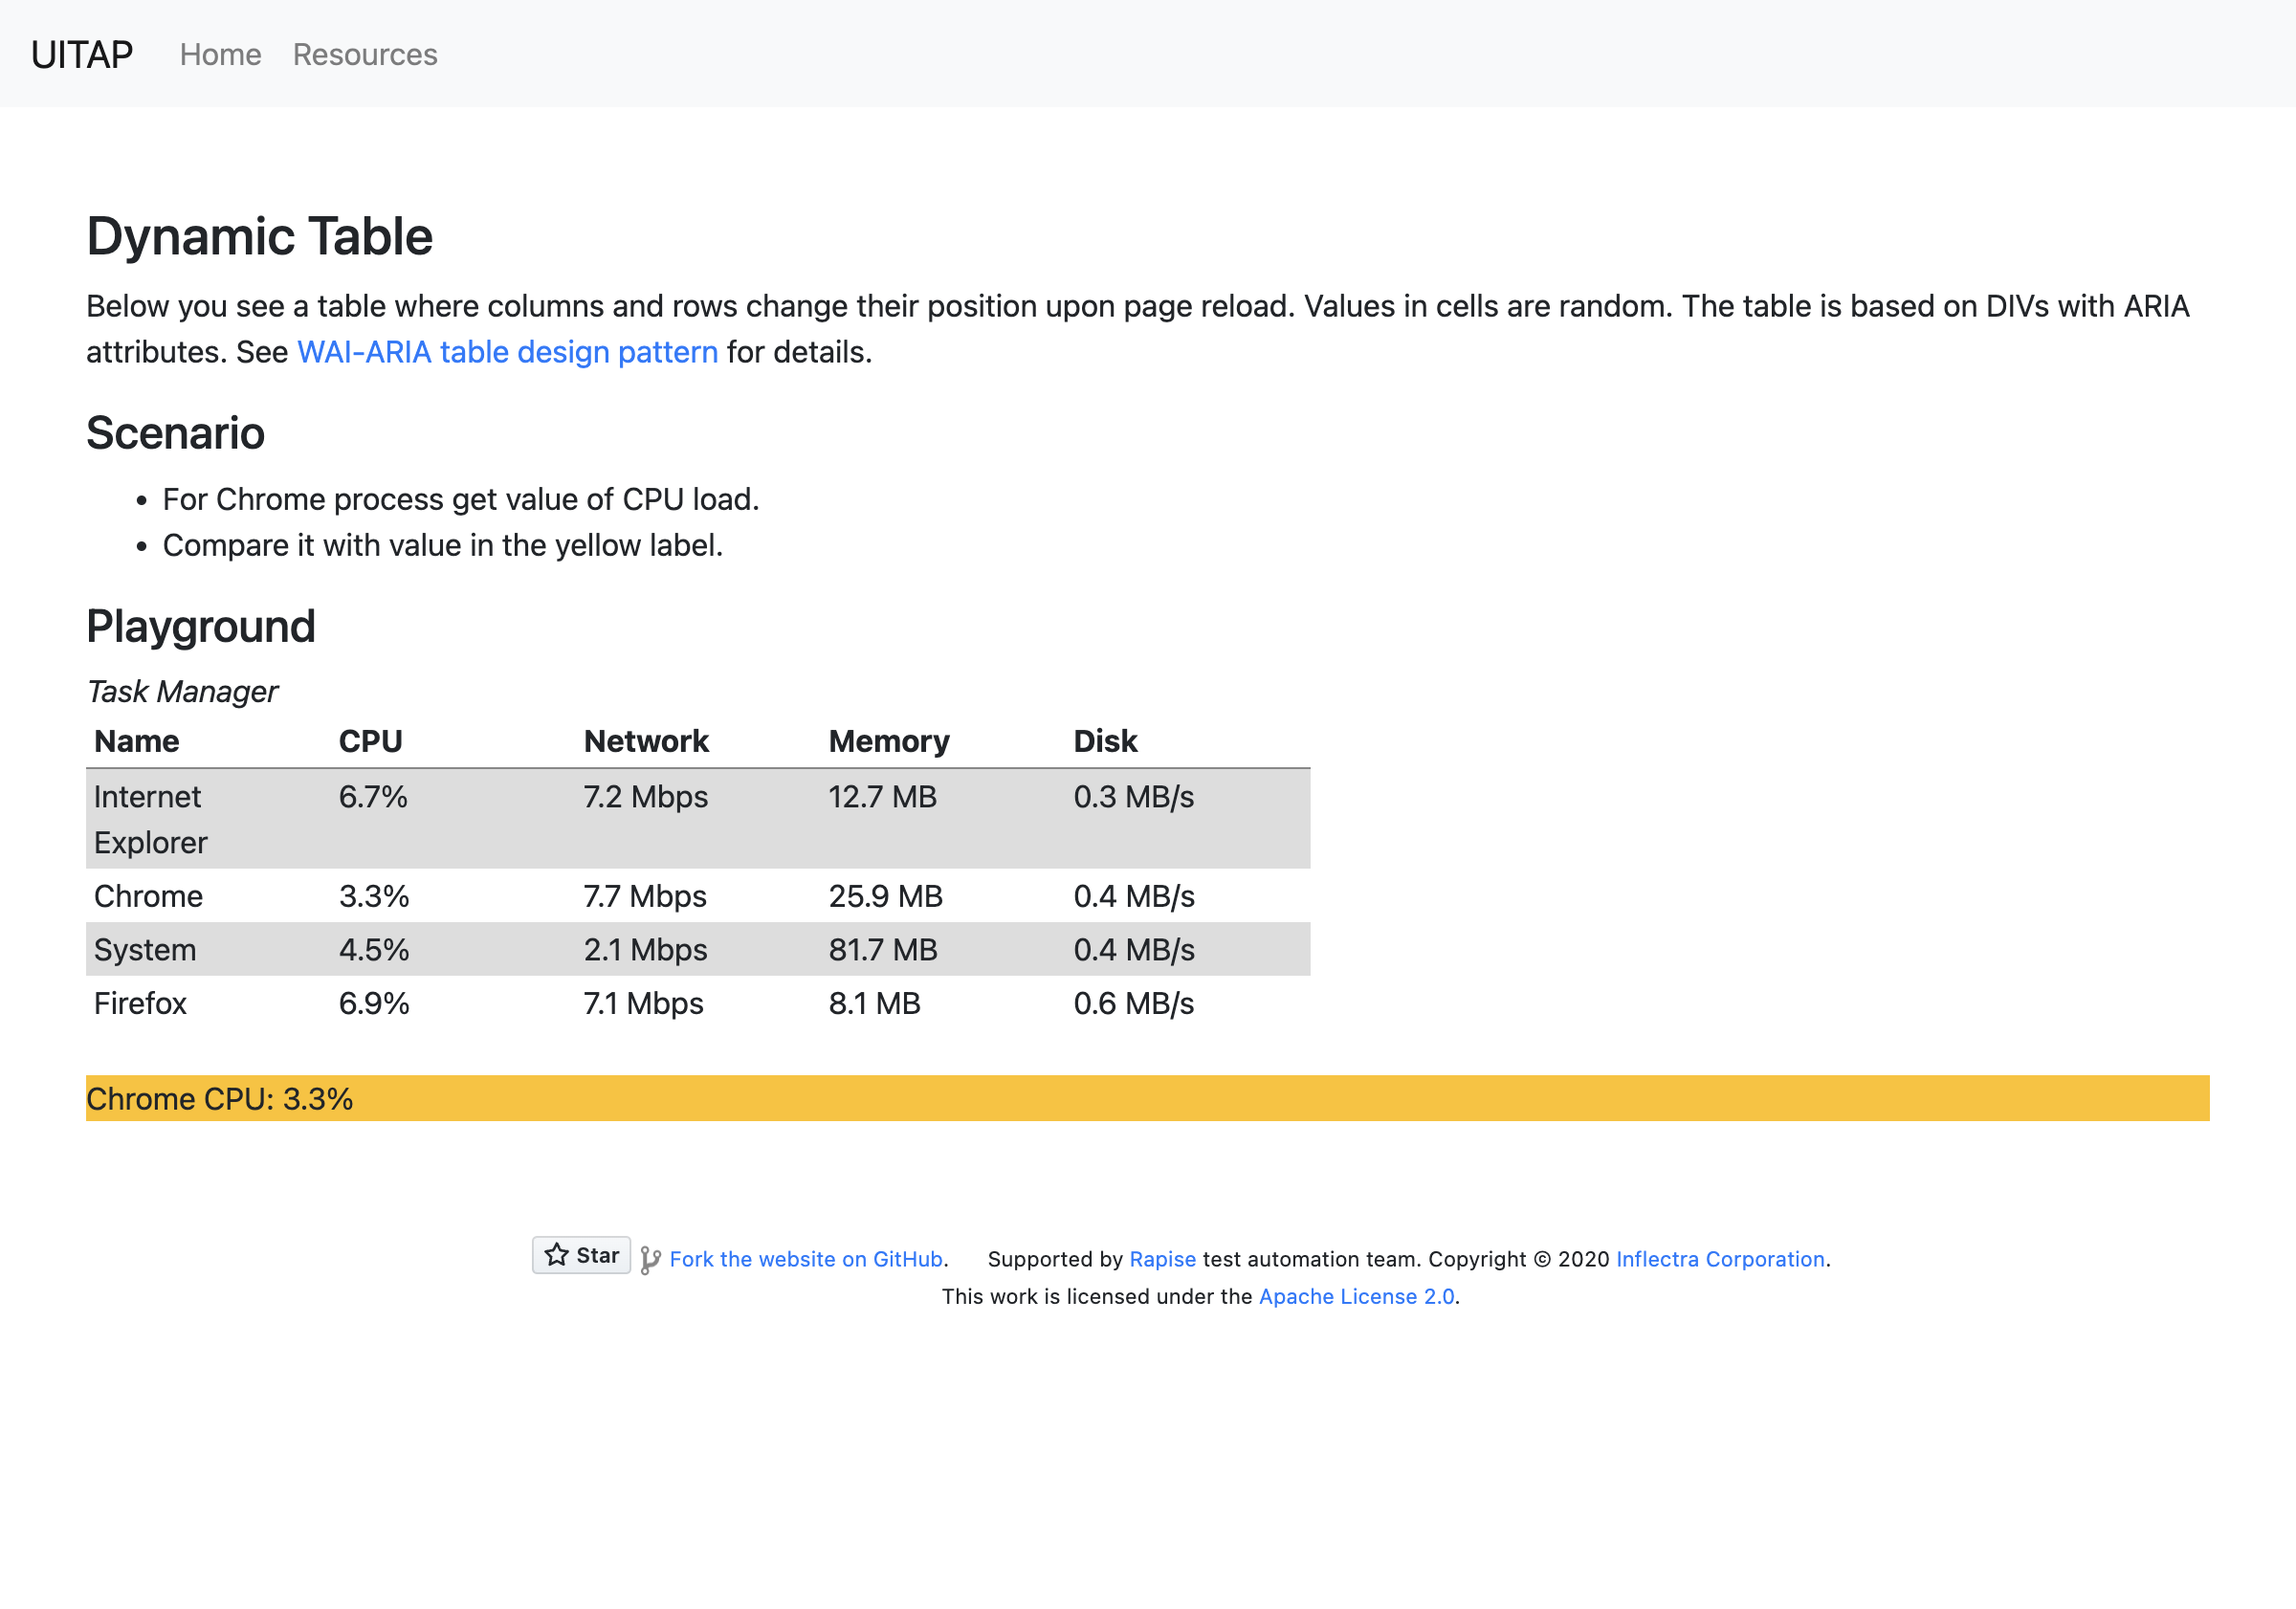 UITAP Home Resources
Dynamic Table
Below you see a table where columns and rows change their position upon page reload. Values in cells are random. The table is based on DIVs with ARIA
attributes. See WAI-ARIA table design pattern for details.
Scenario
• For Chrome process get value of CPU load.
• Compare it with value in the yellow label.
Playground
Task Manager
Name CPU Network Memory Disk
Internet Explorer 6.7% 7.2 Mbps 12.7 MB 0.3 MB/s
Chrome 3.3% 7.7 Mbps 25.9 MB 0.4 MB/s
System 4.5% 2.1 Mbps 81.7 MB 0.4 MB/s
Firefox 6.9% 7.1 Mbps 8.1 MB 0.6 MB/s
Chrome CPU: 3.3%
Star Fork the website on GitHub. Supported by Rapise test automation team. Copyright © 2020 Inflectra Corporation.
This work is licensed under the Apache License 2.0.